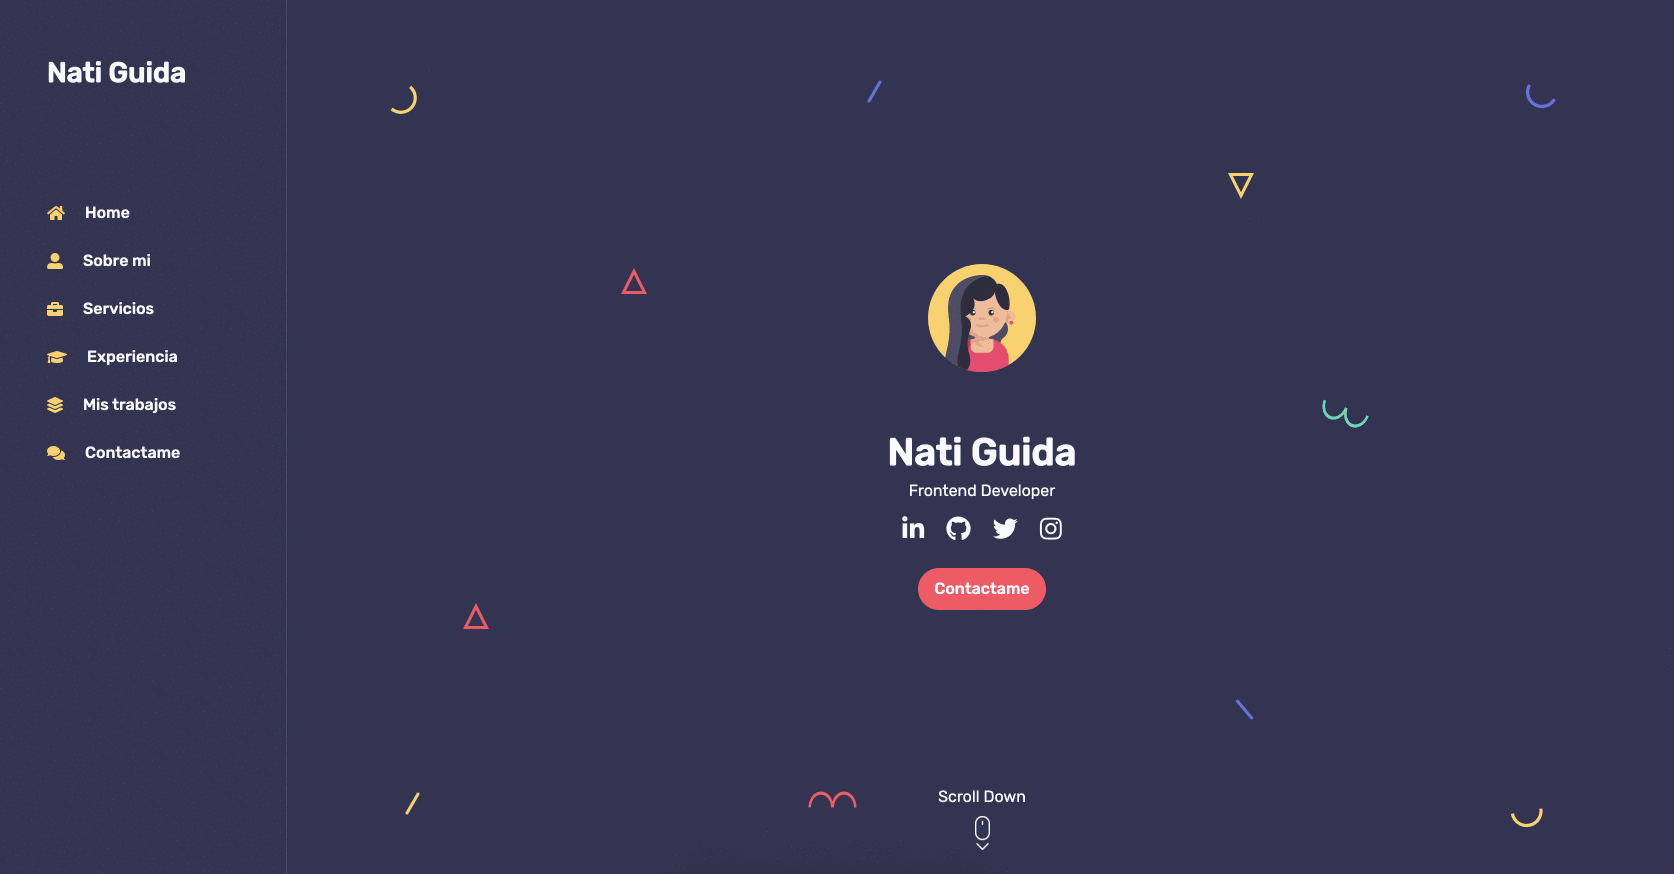 Nati Guida
Home
Sobre mi
Servicios
Experiencia
Mis trabajos
Contactame
Nati Guida
Frontend Developer
Contactame
Scroll Down